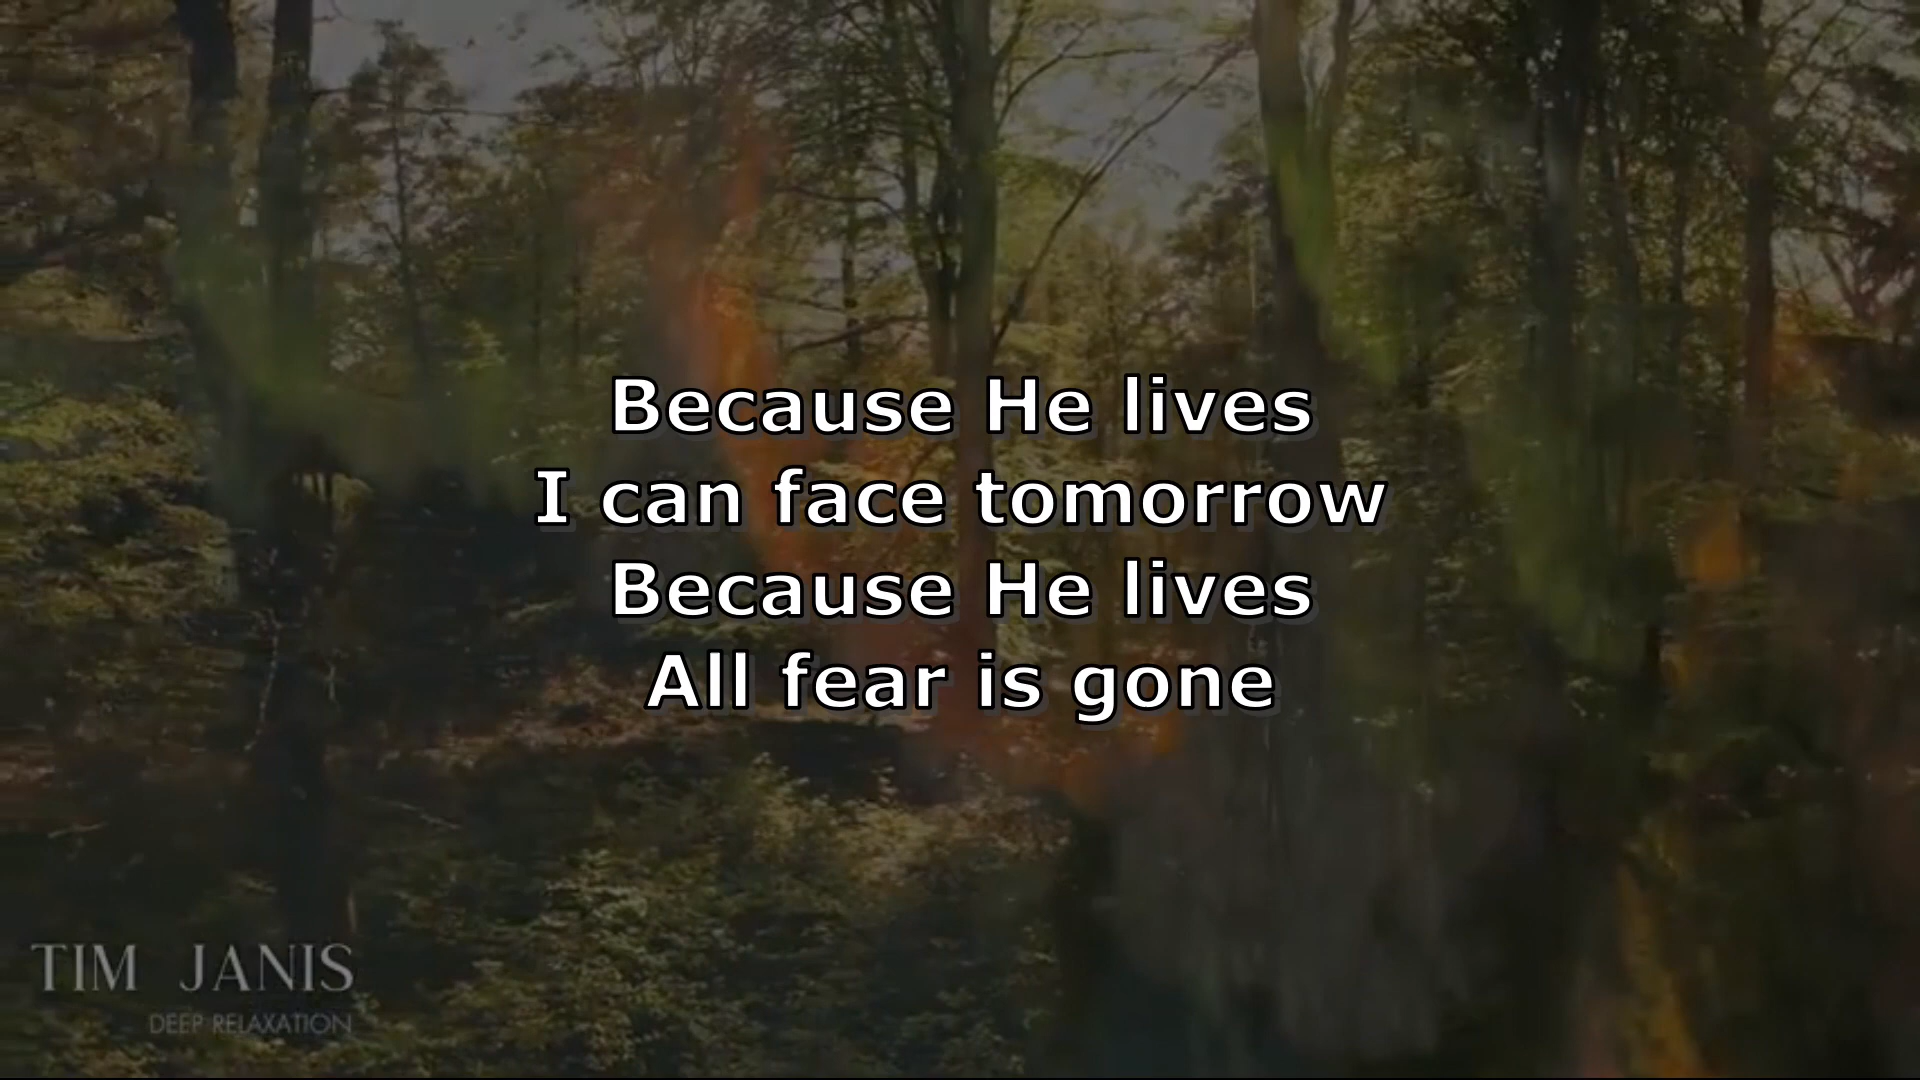 Because He lives
I can face tomorrow
Because He lives
All fear is gone
TIM JANIS
DEEP RELAXATION